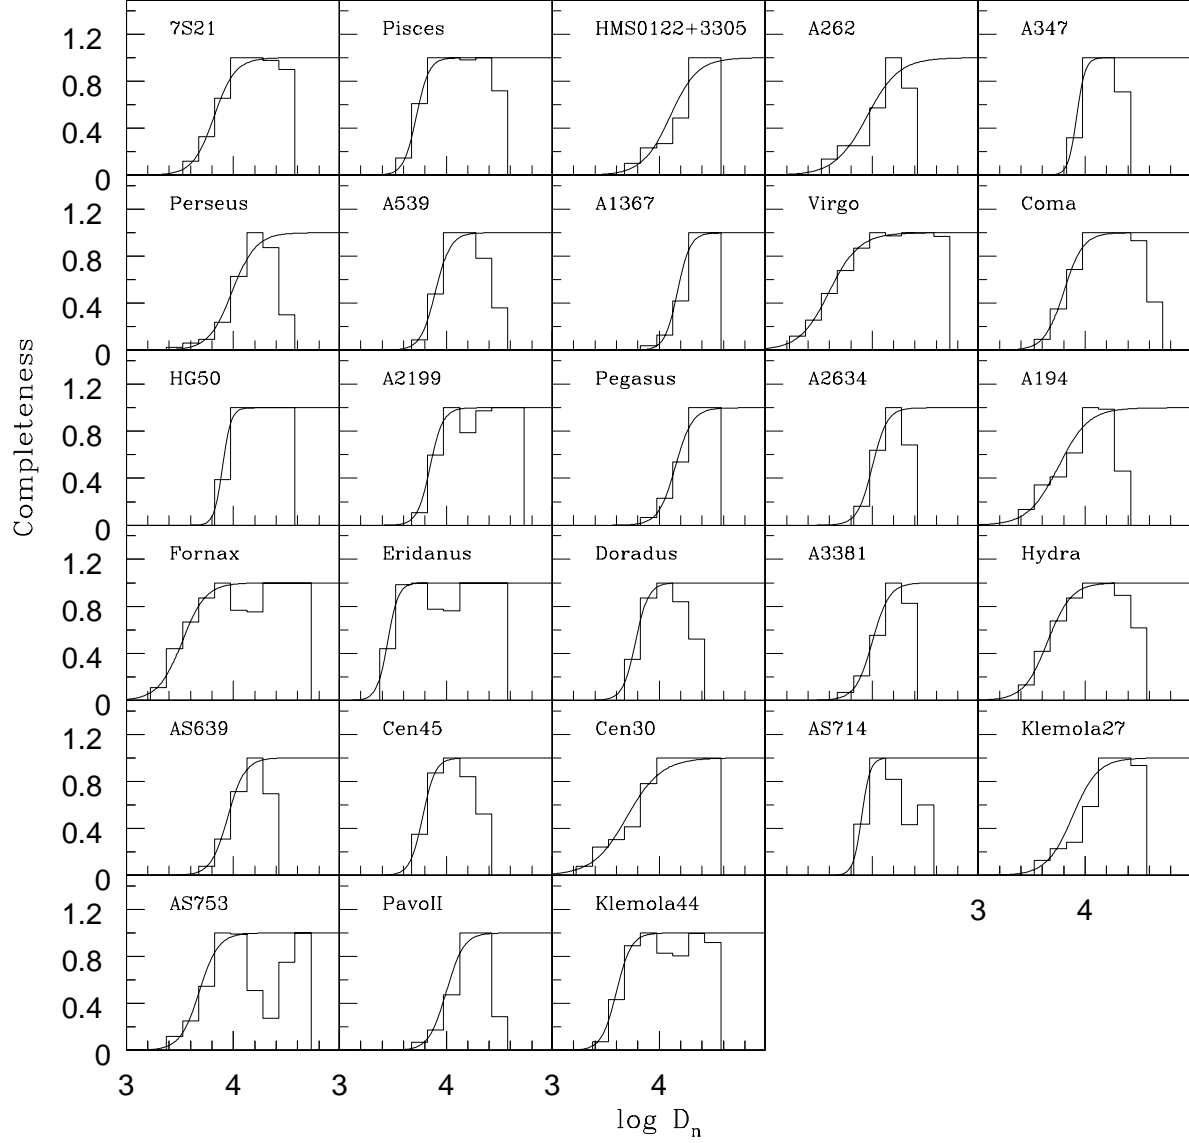 1.2 7S21 Pisces HMS0122+3305 A262 A347
0.8
0.4
0
1.2 Perseus A539 A1367 Virgo Coma
0.8
0.4
0
1.2 HG50 A2199 Pegasus A2634 A194
0.8
0.4
0
1.2 Fornax Eridanus Doradus A3381 Hydra
0.8
0.4
0
1.2 AS639 Cen45 Cen30 AS714 Klemola27
0.8
0.4
0
1.2 AS753 PavoII Klemola44 3 4
0.8
0.4
0
3 4 3 4 3 4
log Dn
Completeness